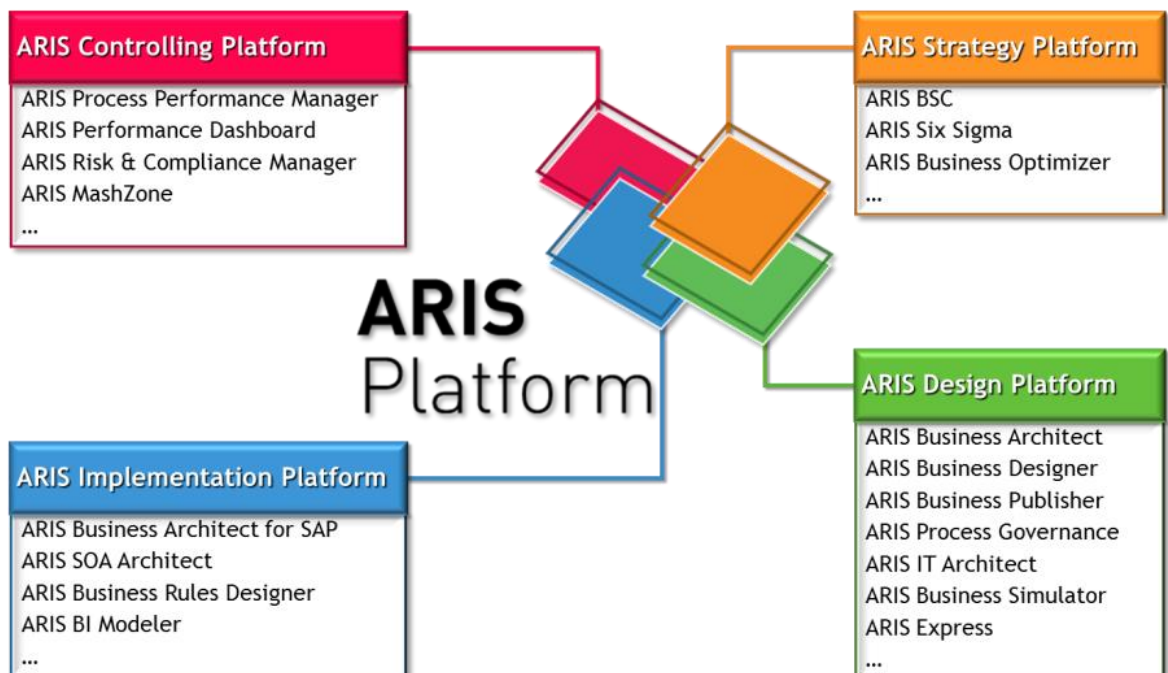 ARIS Controlling Platform
ARIS Process Performance Manager
ARIS Performance Dashboard
ARIS Risk & Compliance Manager
ARIS MashZone
...
ARIS Strategy Platform
ARIS BSC
ARIS Six Sigma
ARIS Business Optimizer
...
ARIS
Platform
ARIS Implementation Platform
ARIS Business Architect for SAP
ARIS SOA Architect
ARIS Business Rules Designer
ARIS BI Modeler
...
ARIS Design Platform
ARIS Business Architect
ARIS Business Designer
ARIS Business Publisher
ARIS Process Governance
ARIS IT Architect
ARIS Business Simulator
ARIS Express
...